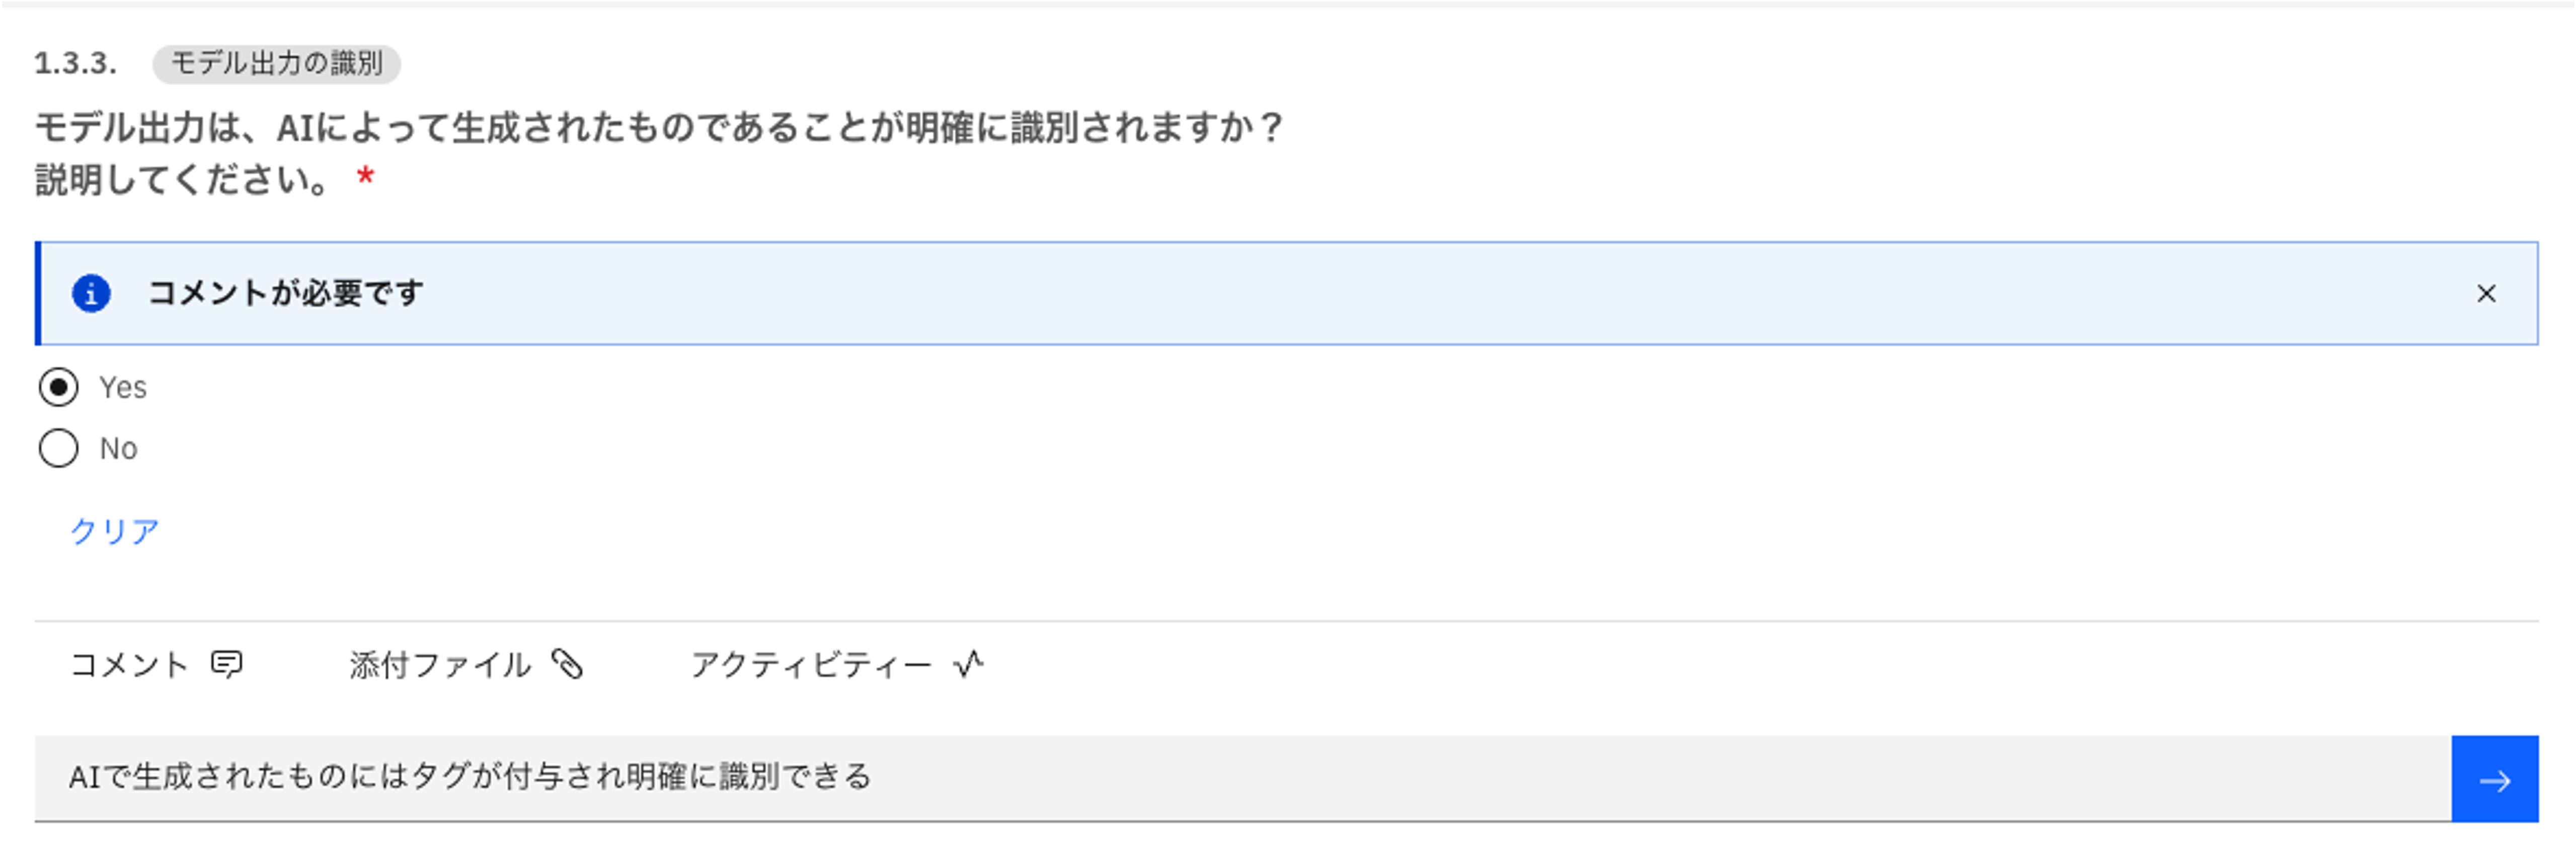 1.3.3. モデル出力の識別
モデル出力は、AIによって生成されたものであることが明確に識別されますか？
説明してください。 *
コメントが必要です
Yes
No
クリア
コメント 添付ファイル アクティビティー
AIで生成されたものにはタグが付与され明確に識別できる